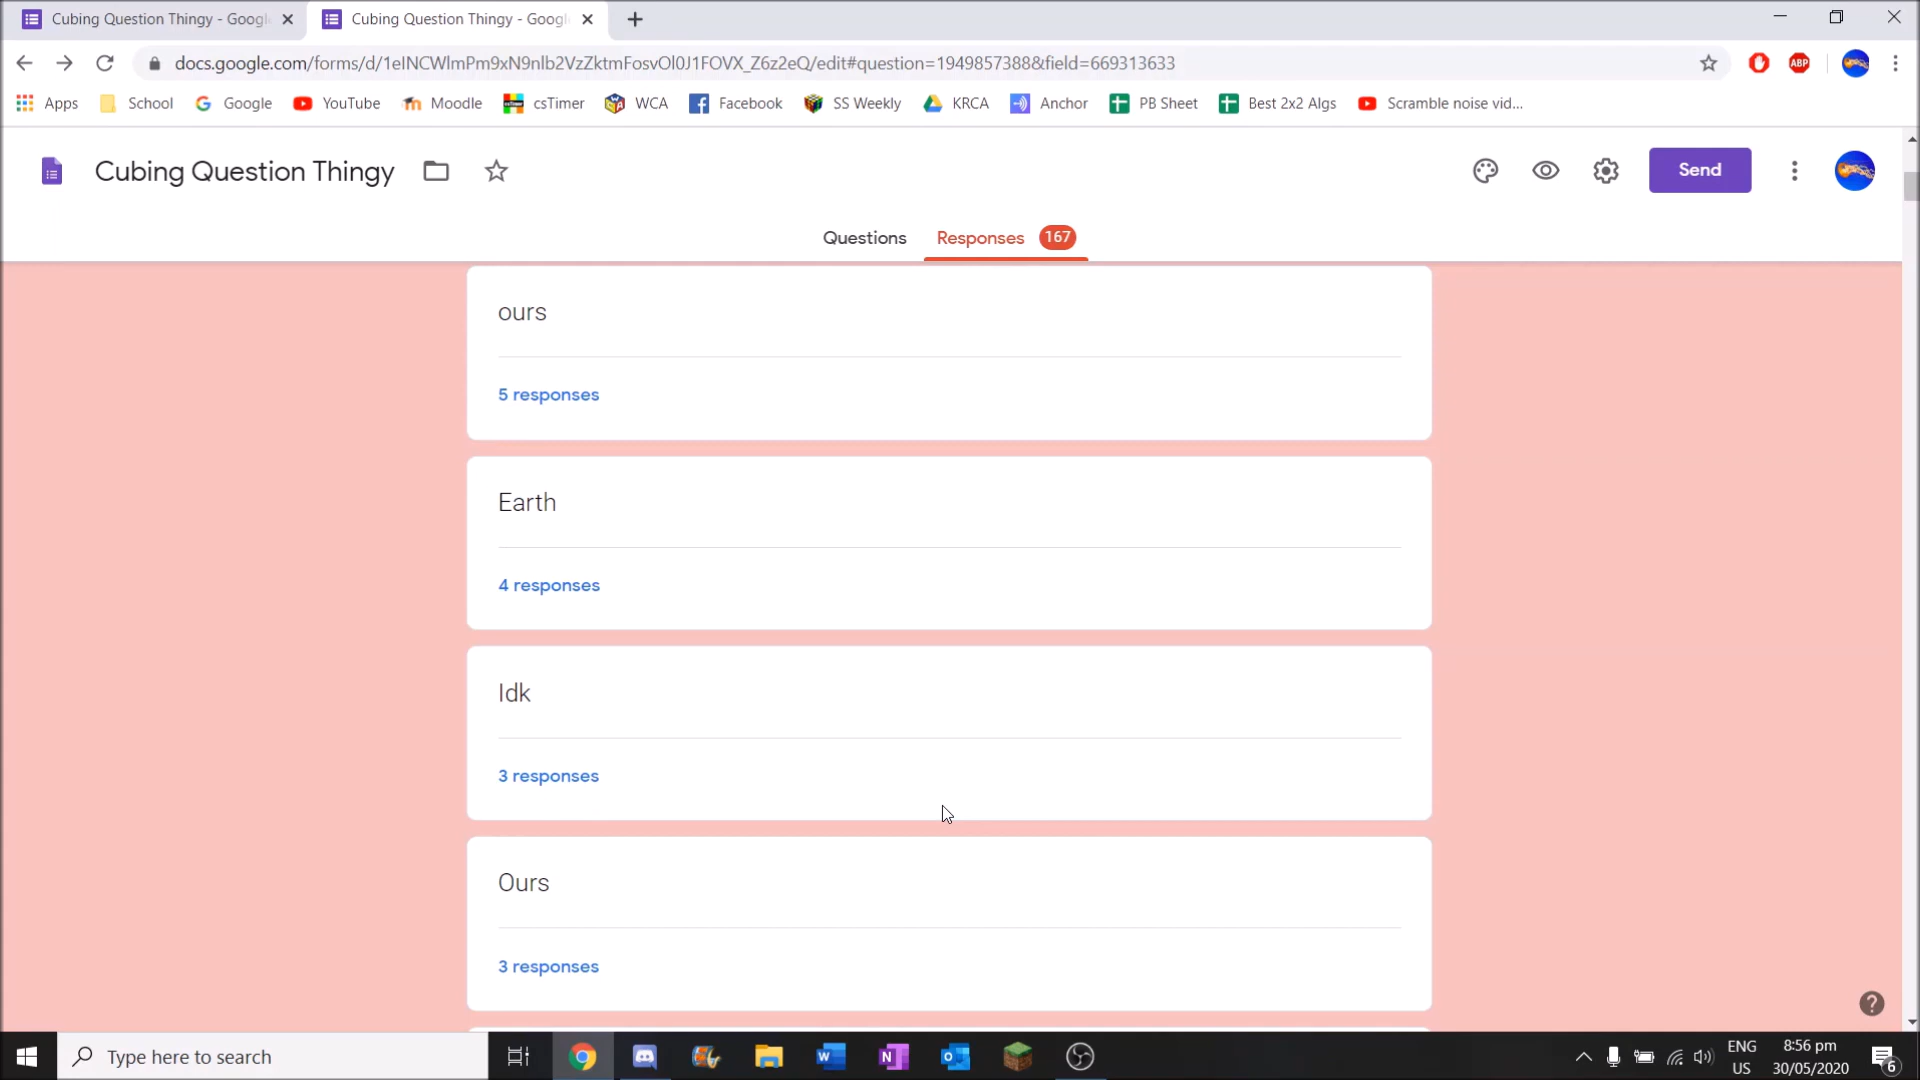 Cubing Question Thingy - Googl
Cubing Question Thingy - Googl
docs.google.com/forms/d/1eINCWlmPm9xN9nlb2VzZktmFosvOl0J1FOVX_Z6z2eQ/edit#question=1949857388&field=669313633
ABP
Apps School Google YouTube Moodle csTimer WCA Facebook SS Weekly KRCA Anchor PB Sheet Best 2x2 Algs Scramble noise vid...
Cubing Question Thingy
Send
Questions Responses 167
ours
5 responses
Earth
4 responses
Idk
3 responses
Ours
3 responses
Type here to search
ENG
US
8:56 pm
30/05/2020
6